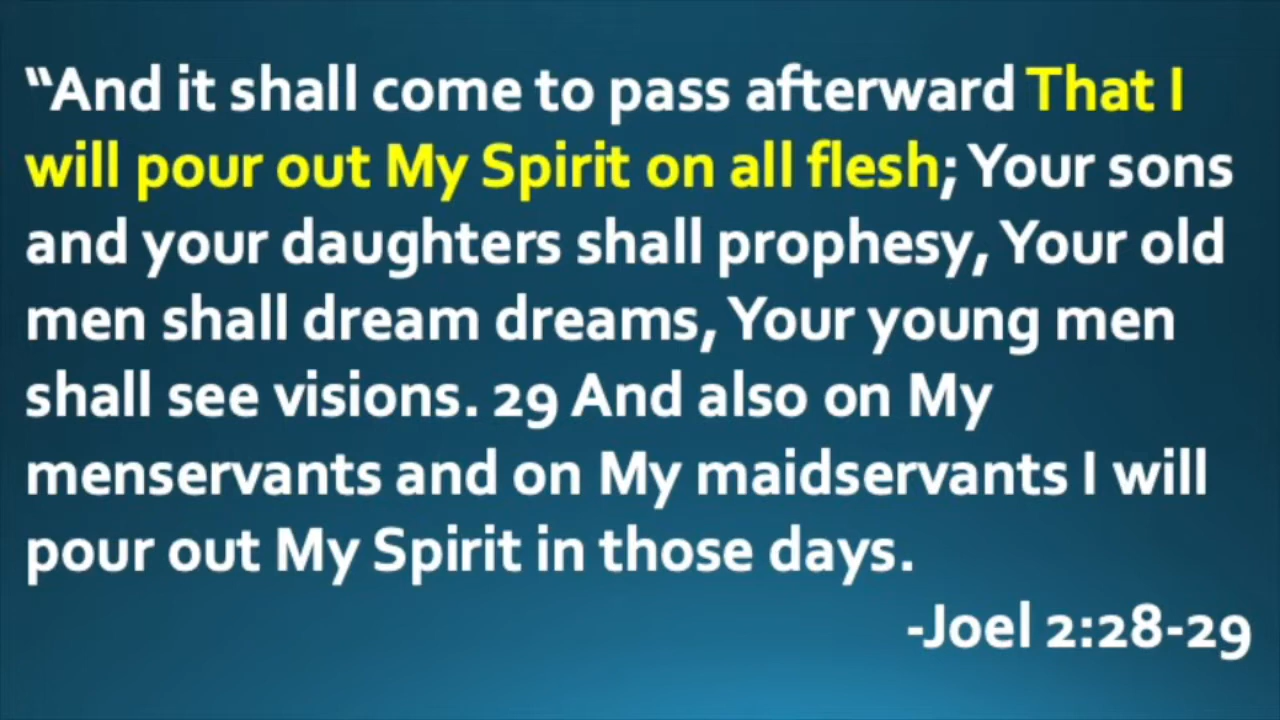 “And it shall come to pass afterward That I
will pour out My Spirit on all flesh; Your sons
and your daughters shall prophesy, Your old
men shall dream dreams, Your young men
shall see visions. 29 And also on My
menservants and on My maidservants I will
pour out My Spirit in those days.
-Joel 2:28-29